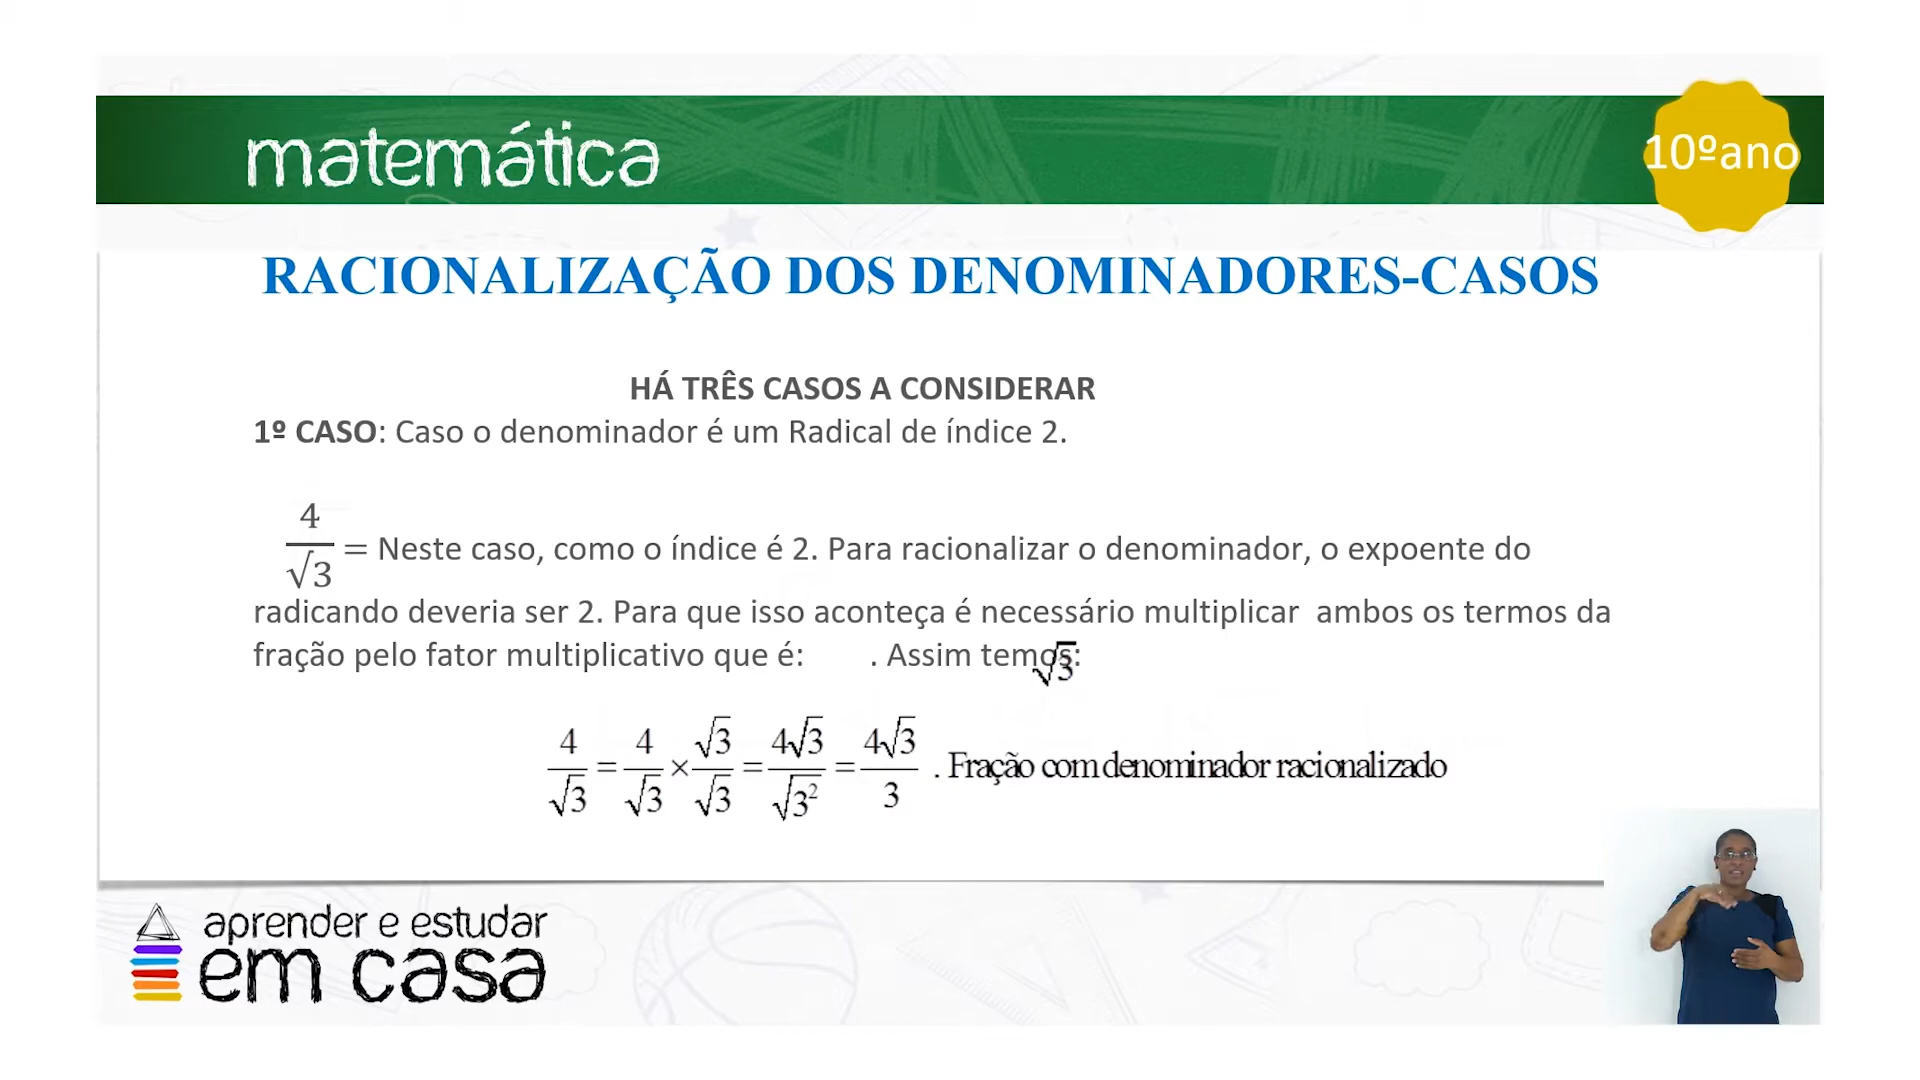 matemática
10ºano
RACIONALIZAÇÃO DOS DENOMINADORES-CASOS
HÁ TRÊS CASOS A CONSIDERAR
1º CASO: Caso o denominador é um Radical de índice 2.
4/√3 = Neste caso, como o índice é 2. Para racionalizar o denominador, o expoente do
radicando deveria ser 2. Para que isso aconteça é necessário multiplicar ambos os termos da
fração pelo fator multiplicativo que é: . Assim temos: √3
4/√3 = 4/√3 × √3/√3 = 4√3/√3² = 4√3/3 . Fração com denominador racionalizado
aprender e estudar
em casa